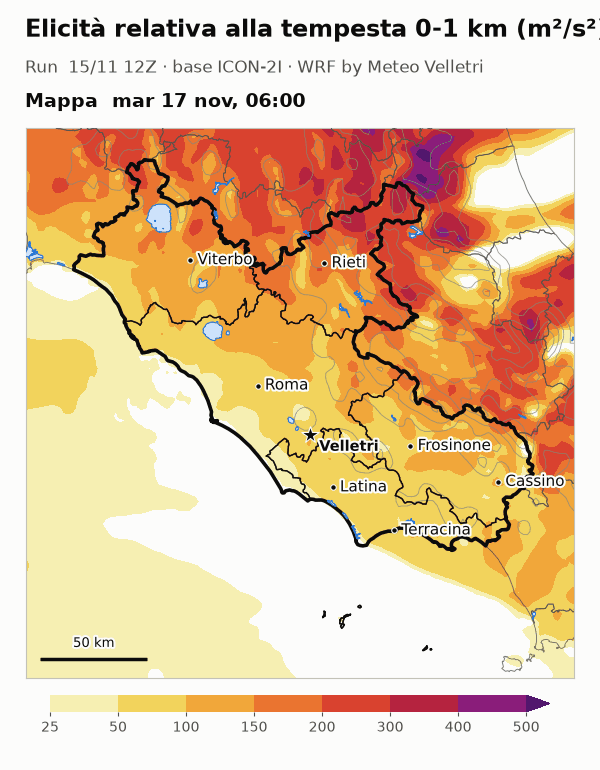 Elicità relativa alla tempesta 0-1 km (m²/s²)
Run  15/11 12Z · base ICON-2I · WRF by Meteo Velletri
Mappa  mar 17 nov, 06:00
Viterbo
Rieti
Roma
Velletri
Frosinone
Cassino
Latina
Terracina
50 km
25 50 100 150 200 300 400 500